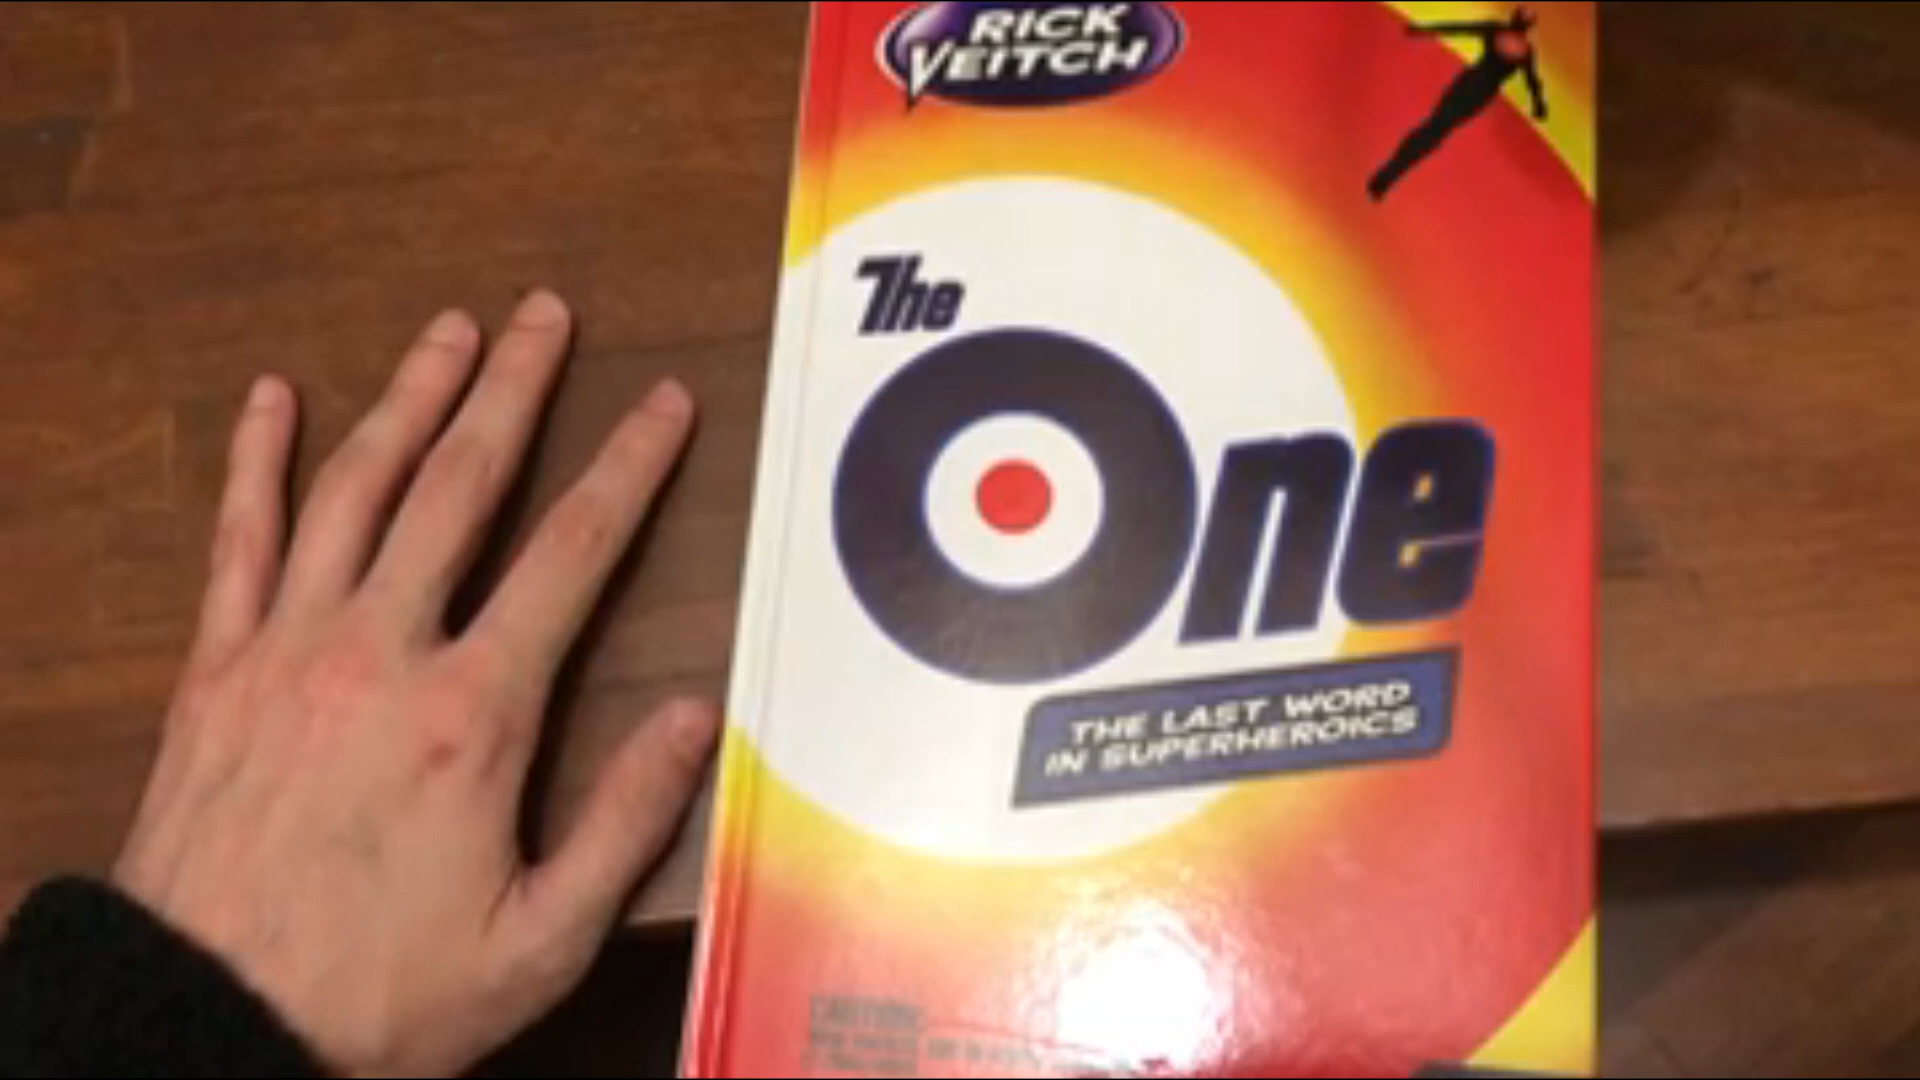 RICK
VEITCH
The
One
THE LAST WORD
IN SUPERHEROICS
CAUTION: